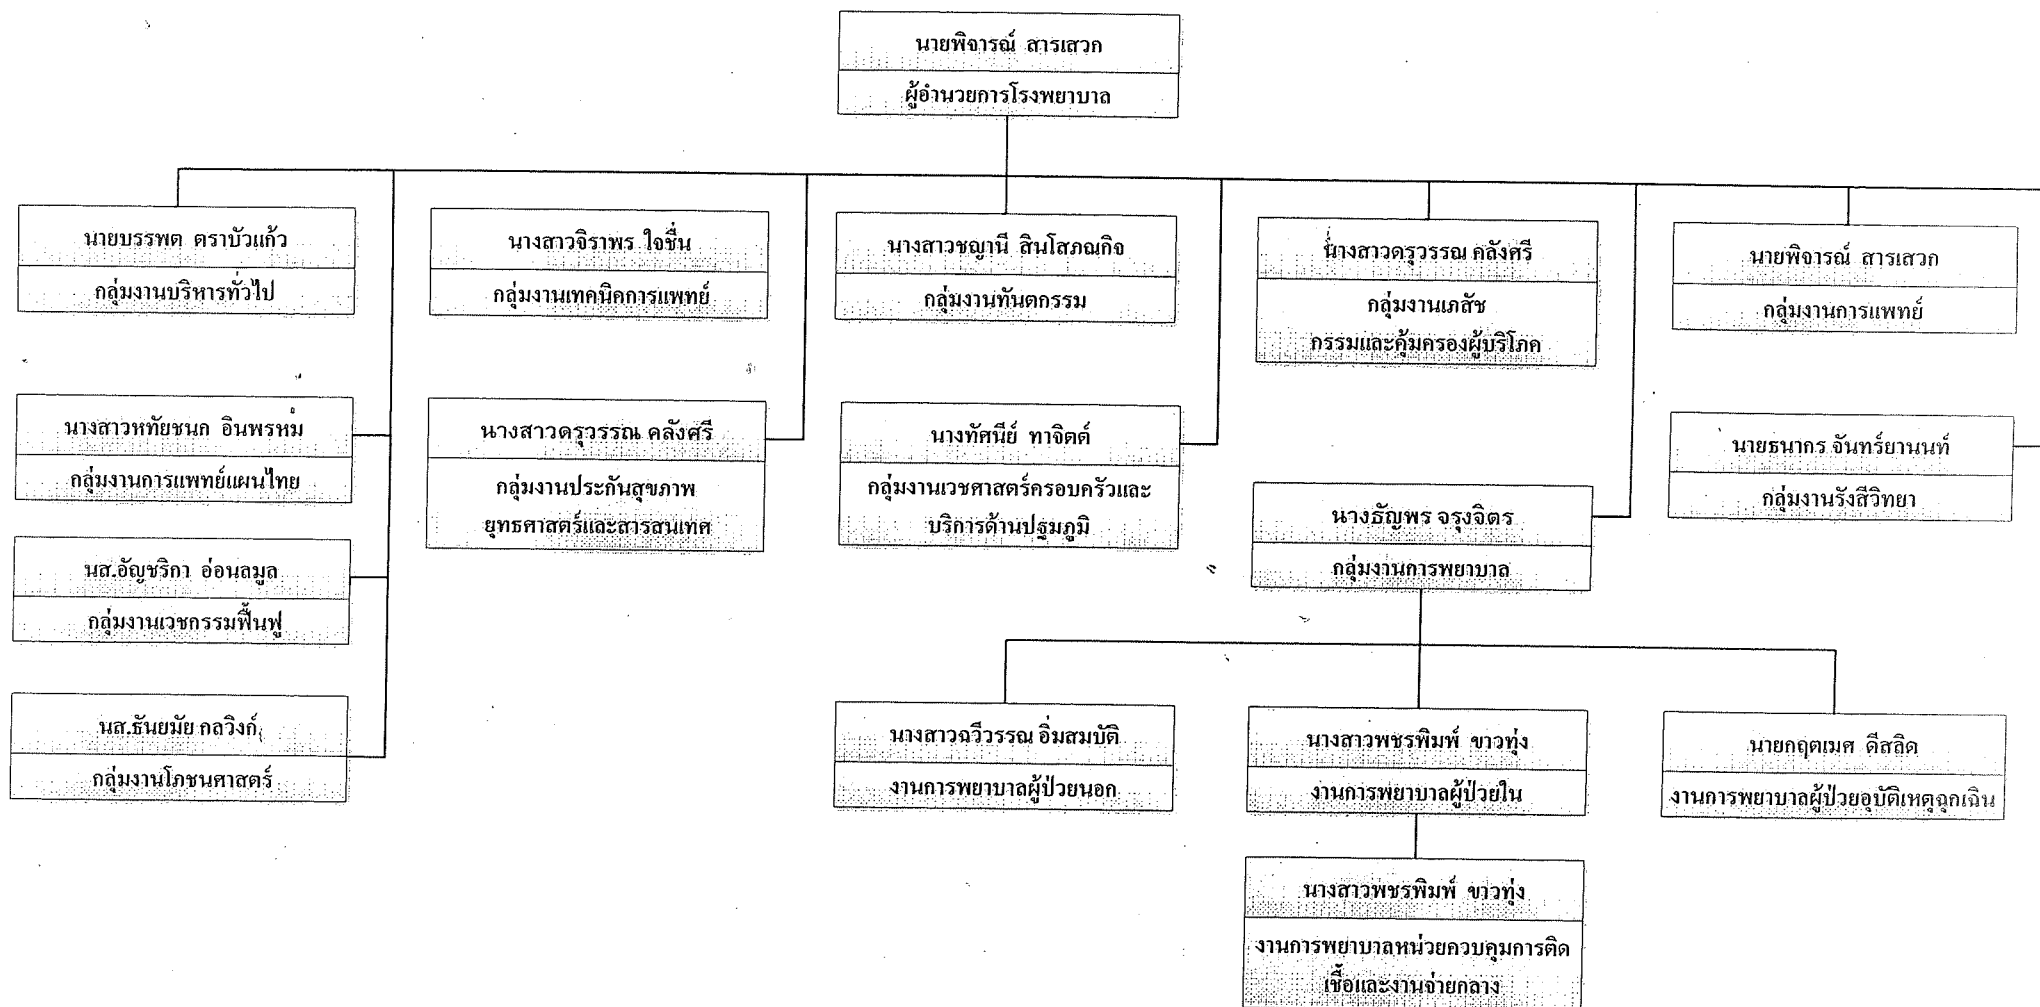 นายพิจารณ์ สารเสวก
ผู้อำนวยการโรงพยาบาล
นายบรรพต ตราบัวแก้ว
กลุ่มงานบริหารทั่วไป
นางสาวจิราพร ใจชื่น
กลุ่มงานเทคนิคการแพทย์
นางสาวชญานี สินโสภณกิจ
กลุ่มงานทันตกรรม
นางสาวดรุวรรณ คลังศรี
กลุ่มงานเภสัช
กรรมและคุ้มครองผู้บริโภค
นายพิจารณ์ สารเสวก
กลุ่มงานการแพทย์
นางสาวหทัยชนก อินพรหม่
กลุ่มงานการแพทย์แผนไทย
นางสาวดรุวรรณ คลังศรี
กลุ่มงานประกันสุขภาพ
ยุทธศาสตร์และสารสนเทศ
นางทัศนีย์ ทาจิตต์
กลุ่มงานเวชศาสตร์ครอบครัวและ
บริการด้านปฐมภูมิ
นางธัญพร จรุงจิตร
กลุ่มงานการพยาบาล
นายธนากร จันทร์ยานนท์
กลุ่มงานรังสีวิทยา
นส.อัญชริกา อ่อนลมูล
กลุ่มงานเวชกรรมฟื้นฟู
นส.ธันยมัย กลวิงก์
กลุ่มงานโภชนศาสตร์
นางสาวฉวีวรรณ อิ่มสมบัติ
งานการพยาบาลผู้ป่วยนอก
นางสาวพชรพิมพ์ ขาวทุ่ง
งานการพยาบาลผู้ป่วยใน
นายกฤตเมศ ดีสลิด
งานการพยาบาลผู้ป่วยอุบัติเหตุฉุกเฉิน
นางสาวพชรพิมพ์ ขาวทุ่ง
งานการพยาบาลหน่วยควบคุมการติด
เชื้อและงานจ่ายกลาง